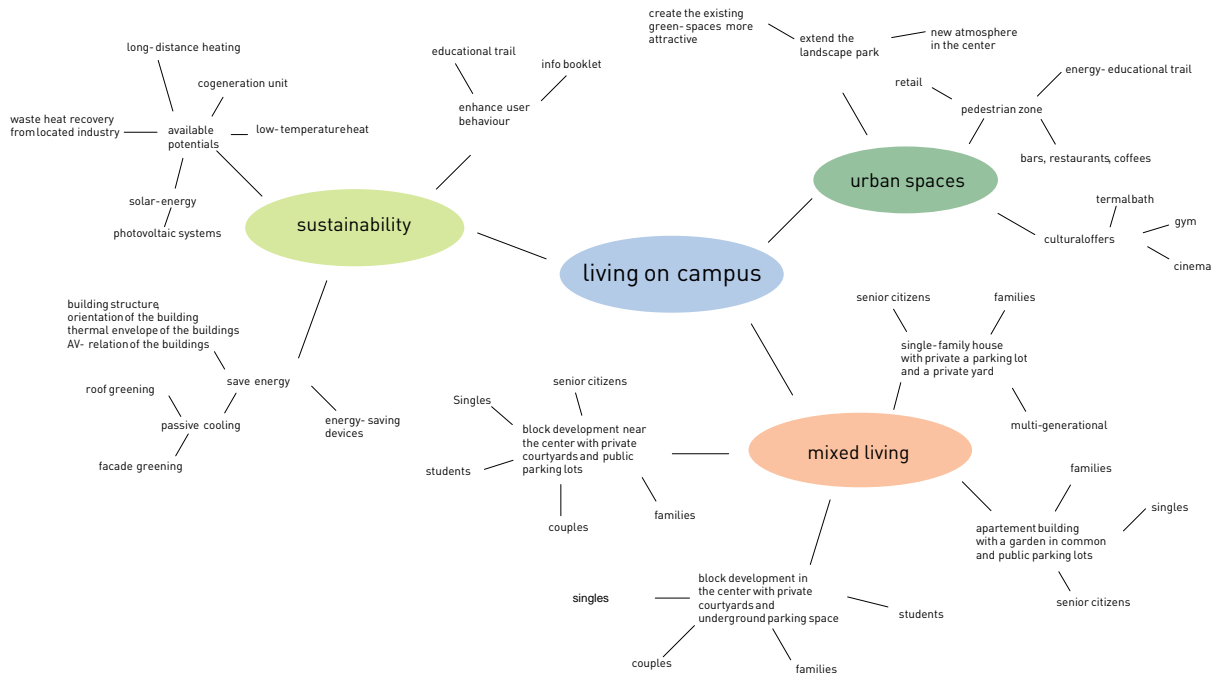 create the existing
green-spaces more
attractive
extend the
landscape park
new atmosphere
in the center
long-distance heating
educational trail
info booklet
energy-educational trail
retail
cogeneration unit
pedestrian zone
enhance user
behaviour
waste heat recovery
from located industry
available
potentials
low-temperature heat
bars, restaurants, coffees
urban spaces
solar-energy
termalbath
sustainability
gym
photovoltaic systems
cultural offers
living on campus
cinema
building structure,
orientation of the building
thermal envelope of the buildings
AV- relation of the buildings
senior citizens
families
single-family house
with private a parking lot
and a private yard
roof greening
save energy
senior citizens
Singles
energy-saving
devices
passive cooling
block development near
the center with private
courtyards and public
parking lots
multi-generational
mixed living
facade greening
students
families
couples
families
singles
apartement building
with a garden in common
and public parking lots
block development in
the center with private
courtyards and
underground parking space
singles
students
senior citizens
couples
families